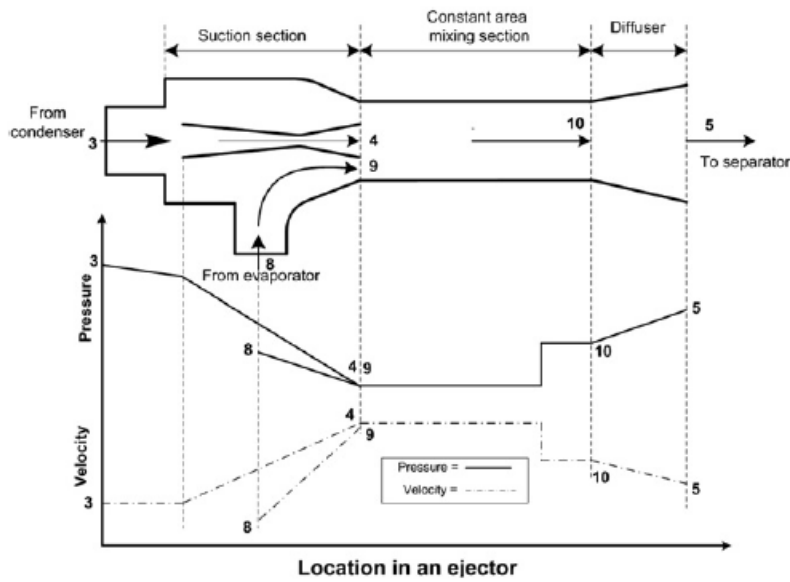 Constant area
Suction section
mixing section
Diffuser
From
condenser
3
4
10
5
9
To separator
8
From evaporator
3
Pressure
8
4 9
10
5
4
9
Velocity
3
8
10
5
Pressure =
Velocity =
Location in an ejector